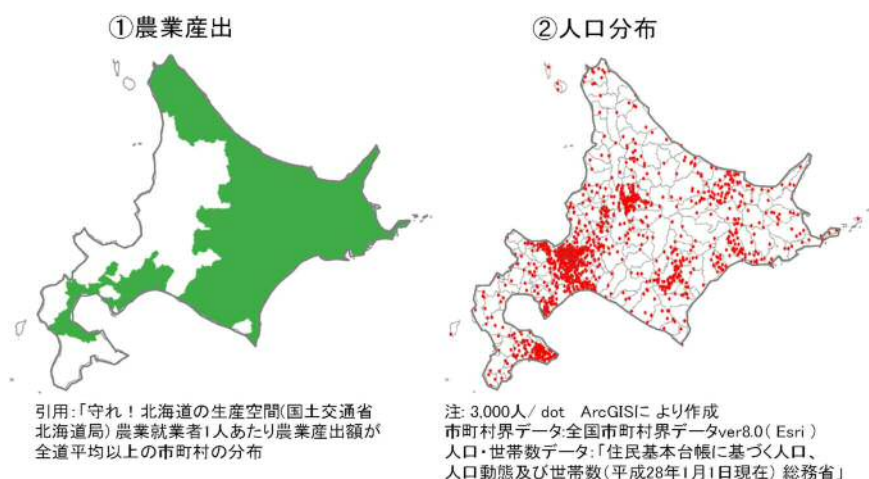 ①農業産出
②人口分布
引用:「守れ!北海道の生産空間(国土交通省
北海道局)農業就業者1人あたり農業産出額が
全道平均以上の市町村の分布
注: 3,000人/ dot ArcGISに より作成
市町村界データ:全国市町村界データver8.0( Esri )
人口・世帯数データ:「住民基本台帳に基づく人口、
人口動態及び世帯数(平成28年1月1日現在) 総務省」